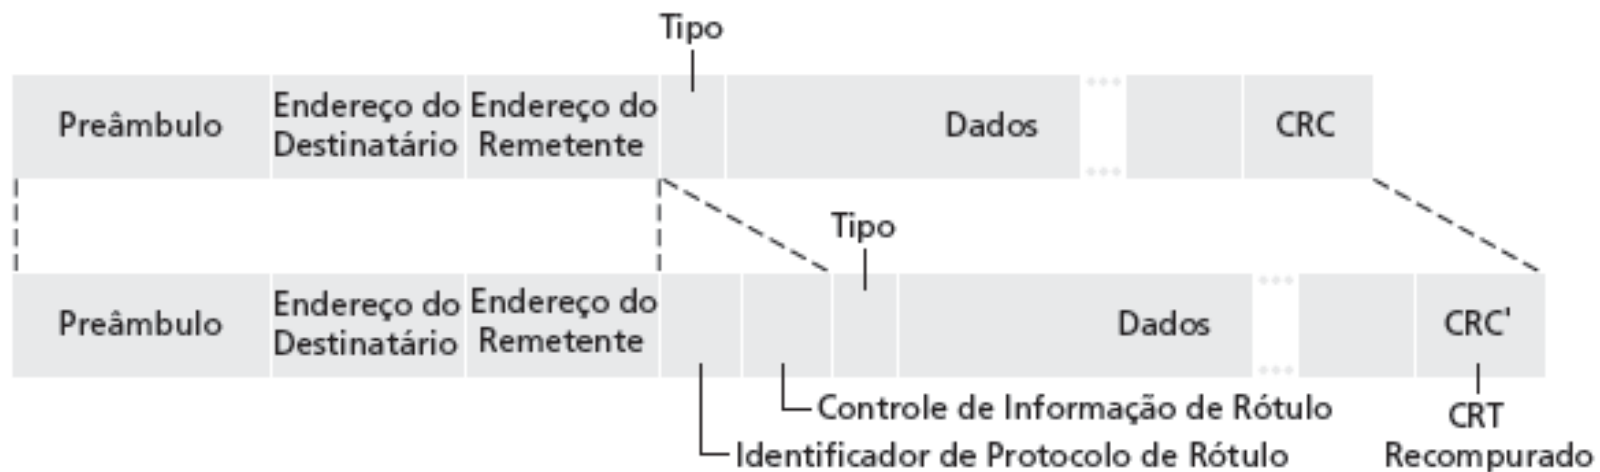 Tipo
Preâmbulo
Endereço do
Destinatário
Endereço do
Remetente
Dados
CRC
Tipo
Preâmbulo
Endereço do
Destinatário
Endereço do
Remetente
Dados
CRC'
Controle de Informação de Rótulo
Identificador de Protocolo de Rótulo
CRT
Recompurado